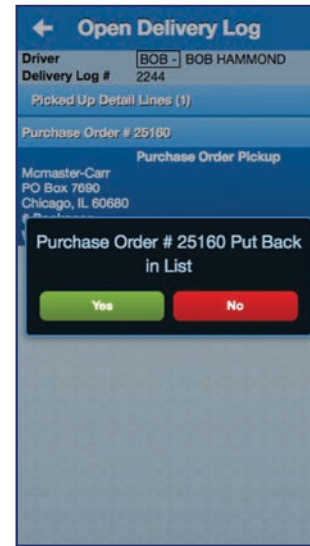 Open Delivery Log
Driver BOB - BOB HAMMOND
Delivery Log # 2244
Picked Up Detail Lines (1)
Purchase Order # 25160
Purchase Order Pickup
Mcmaster-Carr
PO Box 7690
Chicago, IL 60680
Purchase Order # 25160 Put Back
in List
Yes No